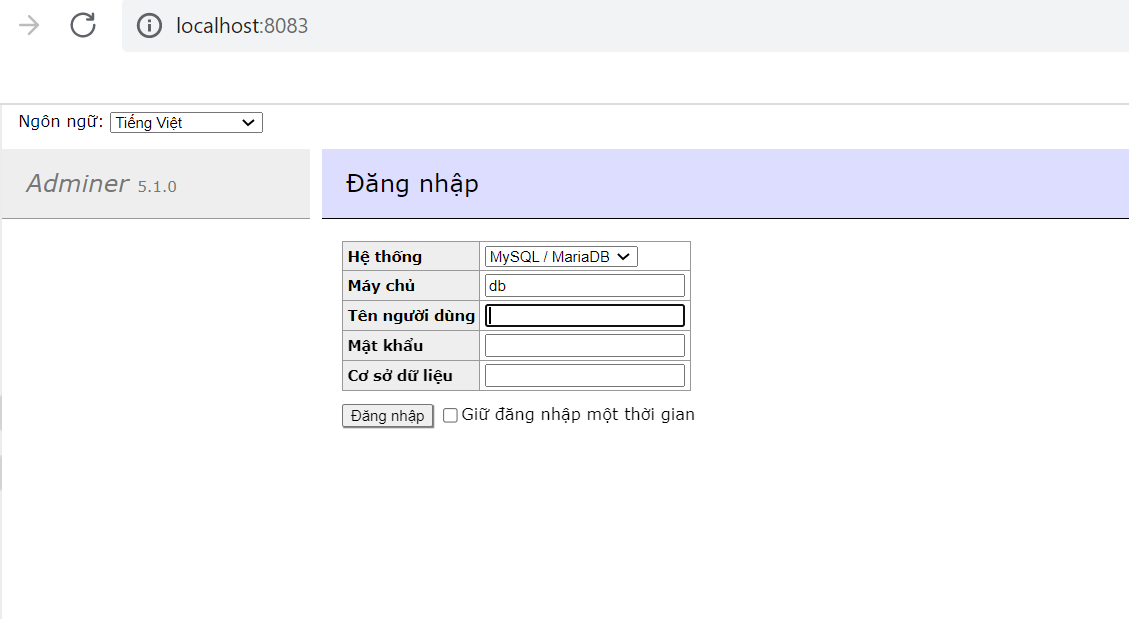 localhost:8083
Ngôn ngữ: Tiếng Việt
Adminer 5.1.0
Đăng nhập
Hệ thống MySQL / MariaDB
Máy chủ db
Tên người dùng
Mật khẩu
Cơ sở dữ liệu
Đăng nhập Giữ đăng nhập một thời gian